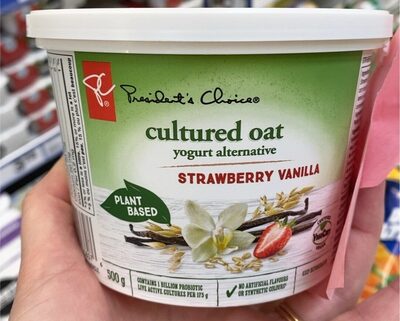 PC
President's Choice®
cultured oat
yogurt alternative
STRAWBERRY VANILLA
PLANT
BASED
500 g
CONTAINS 1 BILLION PROBIOTIC
LIVE ACTIVE CULTURES PER 175 g
NO ARTIFICIAL FLAVOURS
OR SYNTHETIC COLOURS